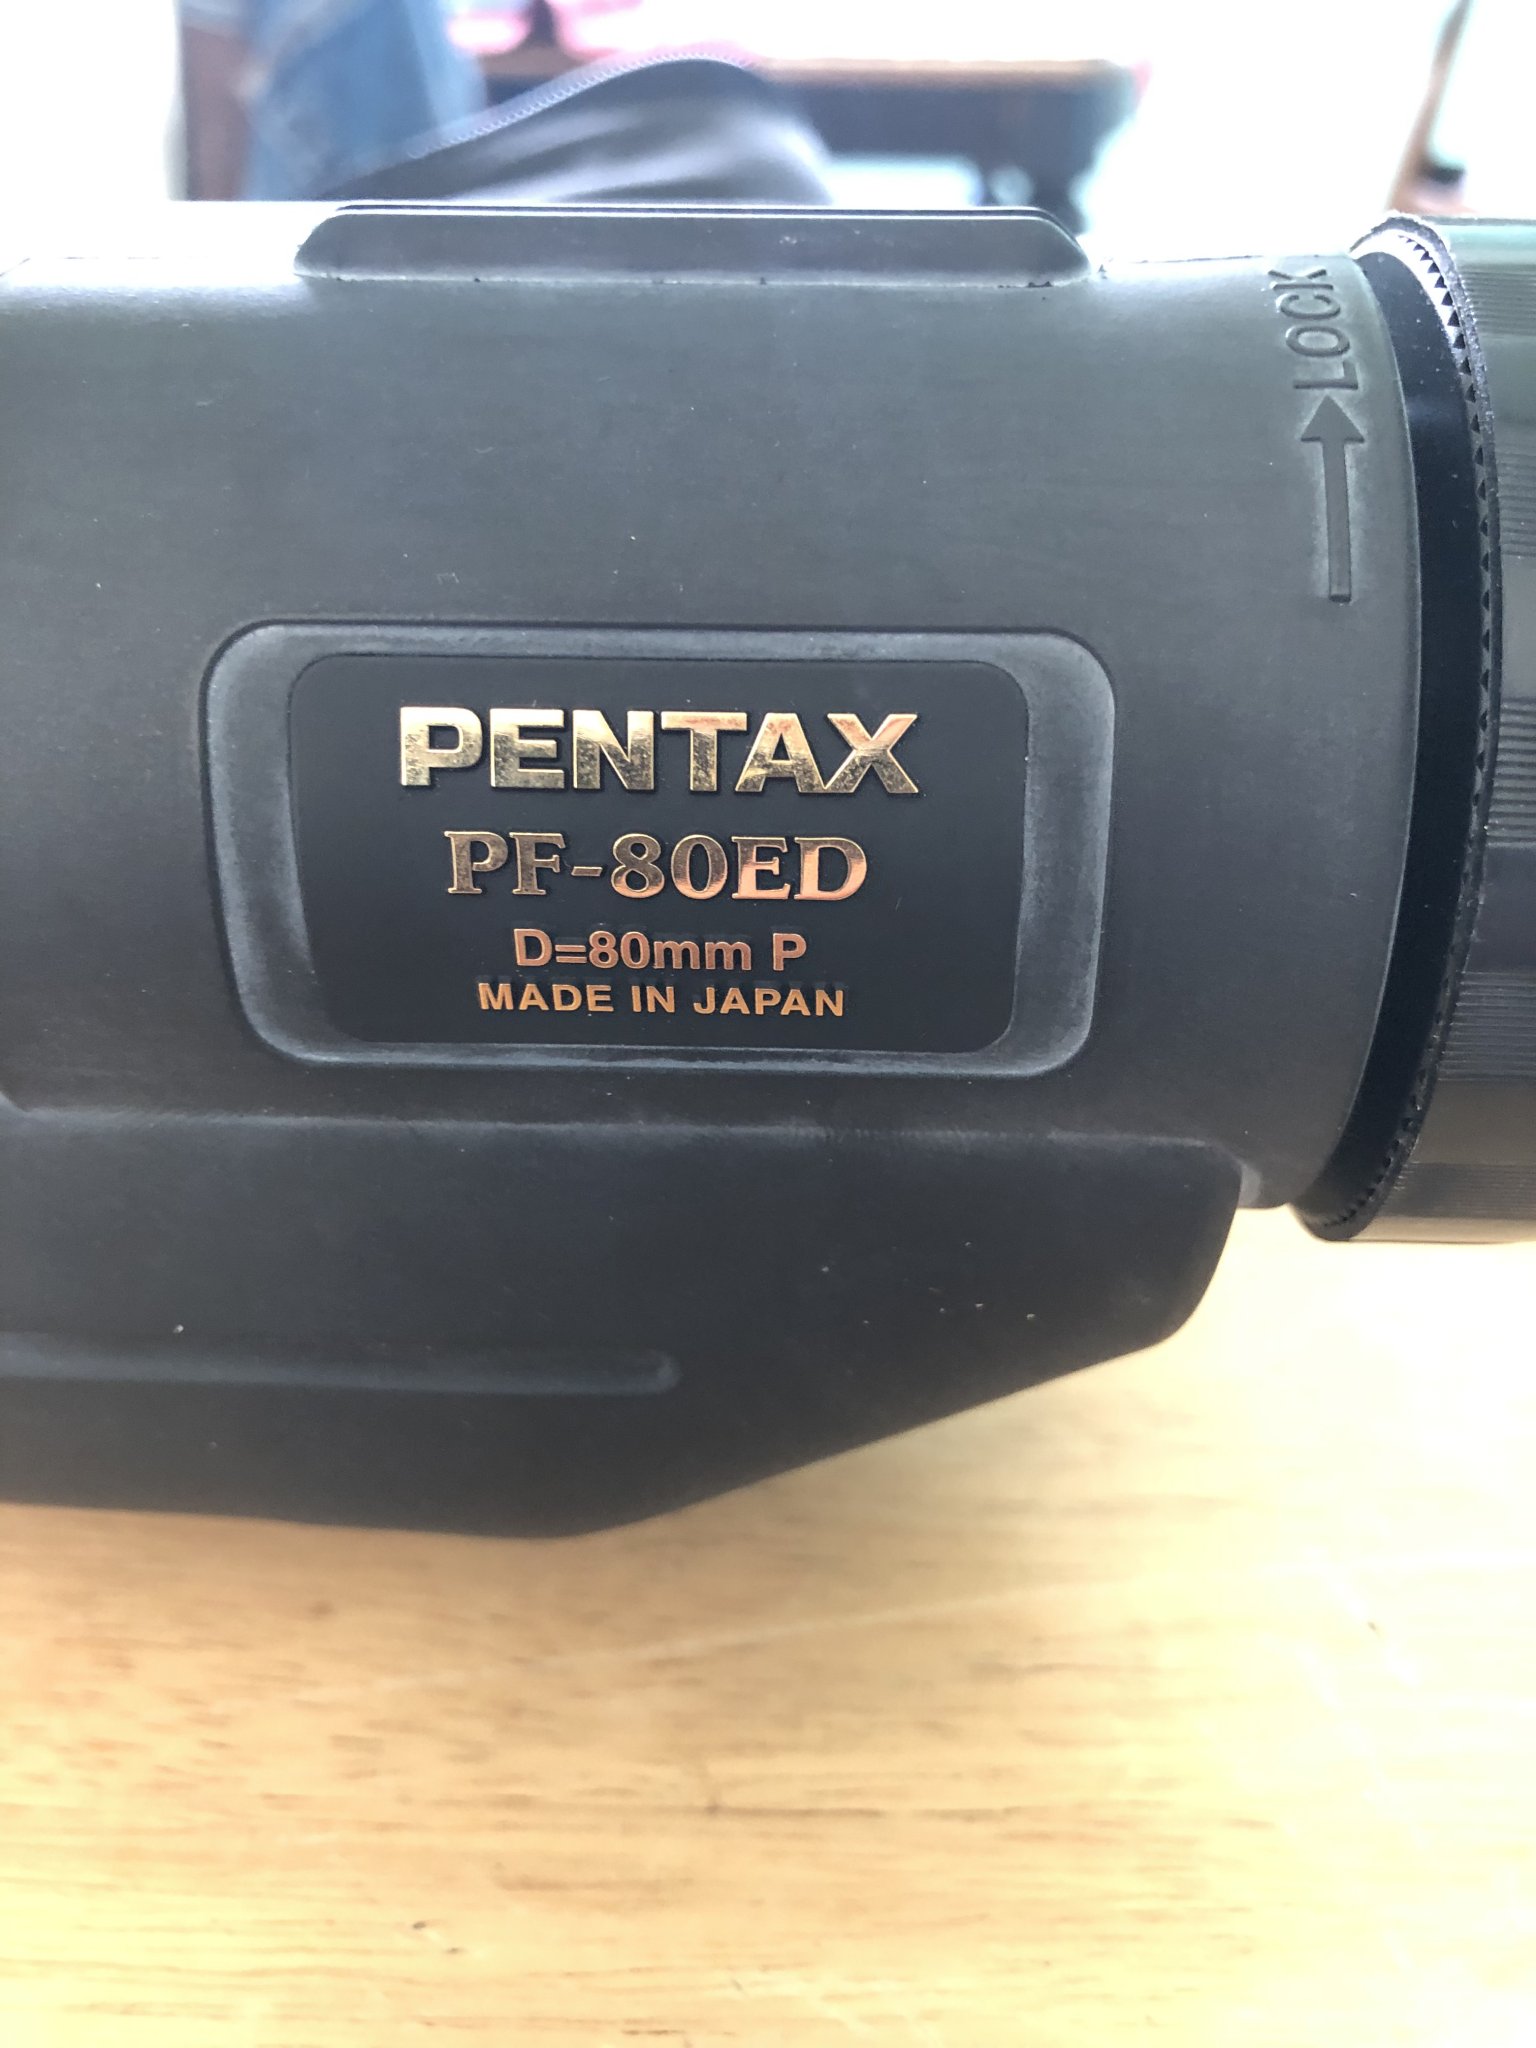 LOCK
PENTAX
PF-80ED
D=80mm P
MADE IN JAPAN